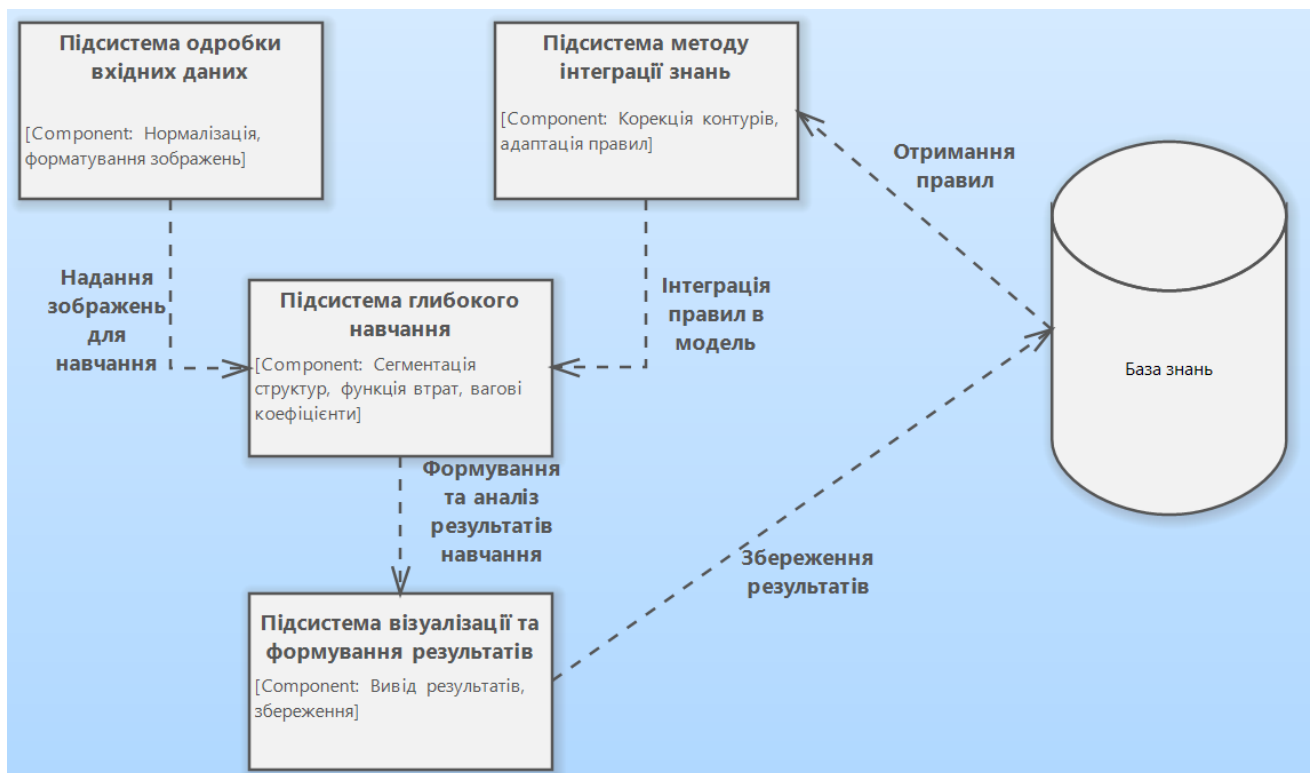 Підсистема одробки
вхідних даних
[Component: Нормалізація,
форматування зображень]
Підсистема методу
інтеграції знань
[Component: Корекція контурів,
адаптація правил]
Отримання
правил
База знань
Надання
зображень
для
навчання
Інтеграція
правил в
модель
Підсистема глибокого
навчання
[Component: Сегментація
структур, функція втрат, вагові
коефіцієнти]
Формування
та аналіз
результатів
навчання
Збереження
результатів
Підсистема візуалізації та
формування результатів
[Component: Вивід результатів,
збереження]